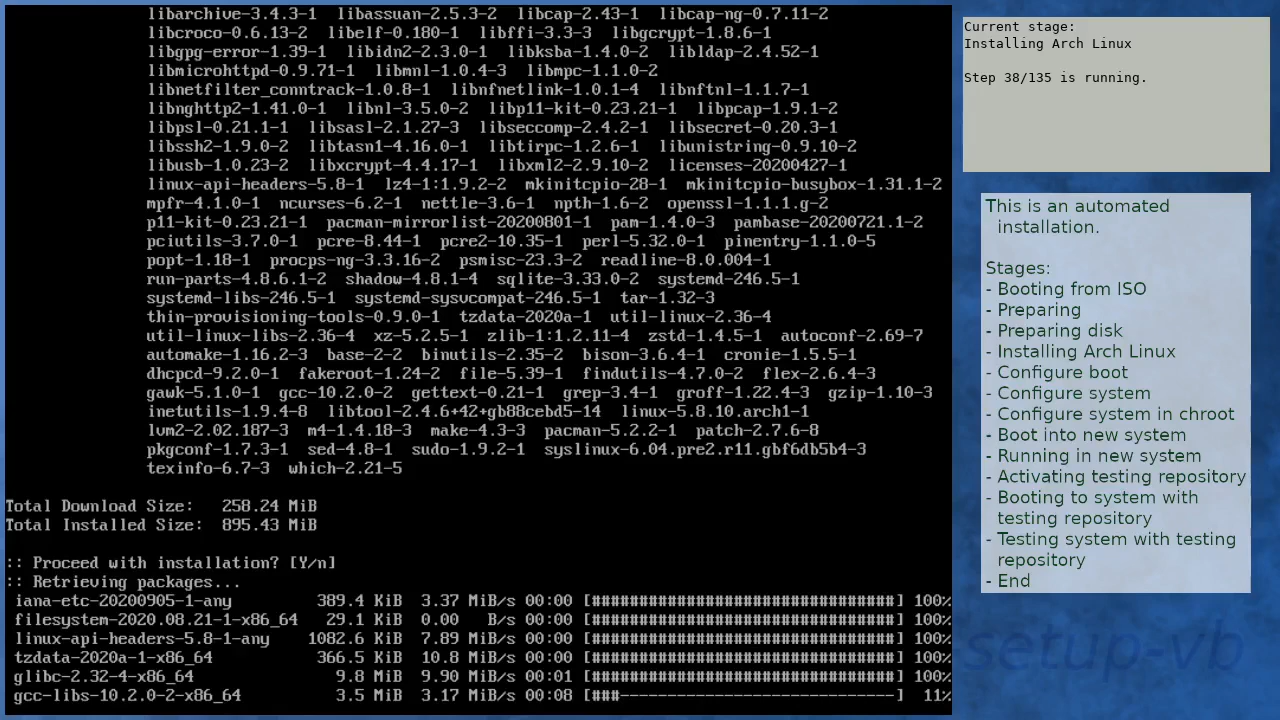 libarchive-3.4.3-1  libassuan-2.5.3-2  libcap-2.43-1  libcap-ng-0.7.11-2
libcroco-0.6.13-2  libelf-0.180-1  libffi-3.3-3  libgcrypt-1.8.6-1
libgpg-error-1.39-1  libidn2-2.3.0-1  libksba-1.4.0-2  libldap-2.4.52-1
libmicrohttpd-0.9.71-1  libmnl-1.0.4-3  libmpc-1.1.0-2
libnetfilter_conntrack-1.0.8-1  libnfnetlink-1.0.1-4  libnftnl-1.1.7-1
libnghttp2-1.41.0-1  libnl-3.5.0-2  libp11-kit-0.23.21-1  libpcap-1.9.1-2
libpsl-0.21.1-1  libsasl-2.1.27-3  libseccomp-2.4.2-1  libsecret-0.20.3-1
libssh2-1.9.0-2  libtasn1-4.16.0-1  libtirpc-1.2.6-1  libunistring-0.9.10-2
libusb-1.0.23-2  libxcrypt-4.4.17-1  libxml2-2.9.10-2  licenses-20200427-1
linux-api-headers-5.8-1  lz4-1:1.9.2-2  mkinitcpio-28-1  mkinitcpio-busybox-1.31.1-2
mpfr-4.1.0-1  ncurses-6.2-1  nettle-3.6-1  npth-1.6-2  openssl-1.1.1.g-2
p11-kit-0.23.21-1  pacman-mirrorlist-20200801-1  pam-1.4.0-3  pambase-20200721.1-2
pciutils-3.7.0-1  pcre-8.44-1  pcre2-10.35-1  perl-5.32.0-1  pinentry-1.1.0-5
popt-1.18-1  procps-ng-3.3.16-2  psmisc-23.3-2  readline-8.0.004-1
run-parts-4.8.6.1-2  shadow-4.8.1-4  sqlite-3.33.0-2  systemd-246.5-1
systemd-libs-246.5-1  systemd-sysvcompat-246.5-1  tar-1.32-3
thin-provisioning-tools-0.9.0-1  tzdata-2020a-1  util-linux-2.36-4
util-linux-libs-2.36-4  xz-5.2.5-1  zlib-1:1.2.11-4  zstd-1.4.5-1  autoconf-2.69-7
automake-1.16.2-3  base-2-2  binutils-2.35-2  bison-3.6.4-1  cronie-1.5.5-1
dhcpcd-9.2.0-1  fakeroot-1.24-2  file-5.39-1  findutils-4.7.0-2  flex-2.6.4-3
gawk-5.1.0-1  gcc-10.2.0-2  gettext-0.21-1  grep-3.4-1  groff-1.22.4-3  gzip-1.10-3
inetutils-1.9.4-8  libtool-2.4.6+42+gb88cebd5-14  linux-5.8.10.arch1-1
lvm2-2.02.187-3  m4-1.4.18-3  make-4.3-3  pacman-5.2.2-1  patch-2.7.6-8
pkgconf-1.7.3-1  sed-4.8-1  sudo-1.9.2-1  syslinux-6.04.pre2.r11.gbf6db5b4-3
texinfo-6.7-3  which-2.21-5
Total Download Size:   258.24 MiB
Total Installed Size:  895.43 MiB
:: Proceed with installation? [Y/n]
:: Retrieving packages...
iana-etc-20200905-1-any  389.4 KiB  3.37 MiB/s 00:00 [################################] 100%
filesystem-2020.08.21-1-x86_64  29.1 KiB  0.00   B/s 00:00 [################################] 100%
linux-api-headers-5.8-1-any  1082.6 KiB  7.89 MiB/s 00:00 [################################] 100%
tzdata-2020a-1-x86_64  366.5 KiB  10.8 MiB/s 00:00 [################################] 100%
glibc-2.32-4-x86_64  9.8 MiB  9.90 MiB/s 00:01 [################################] 100%
gcc-libs-10.2.0-2-x86_64  3.5 MiB  3.17 MiB/s 00:08 [###-----------------------------] 11%
Current stage:
Installing Arch Linux
Step 38/135 is running.
This is an automated
installation.
Stages:
- Booting from ISO
- Preparing
- Preparing disk
- Installing Arch Linux
- Configure boot
- Configure system
- Configure system in chroot
- Boot into new system
- Running in new system
- Activating testing repository
- Booting to system with
testing repository
- Testing system with testing
repository
- End
setup-vb